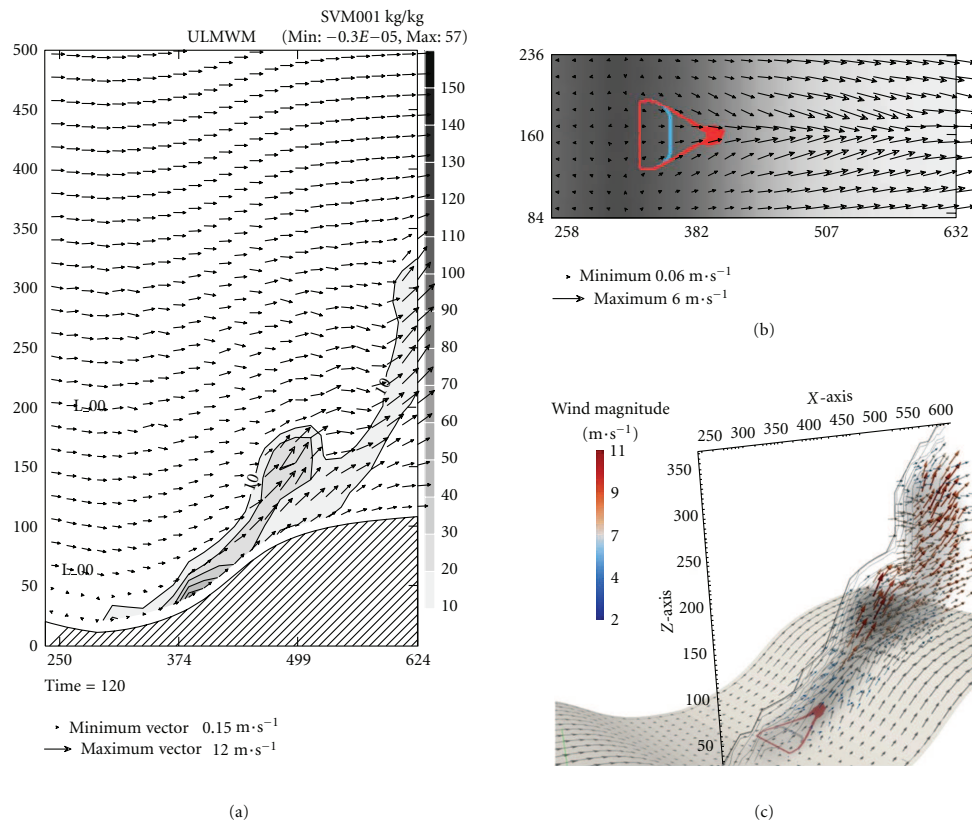 SVM001 kg/kg
ULMWM (Min: −0.3E−05, Max: 57)
500
450
400
350
300
250
200
150
100
50
0
L .00
L .00
10
10
150
140
130
120
110
100
90
80
70
60
50
40
30
20
10
250 374 499 624
Time = 120
Minimum vector 0.15 m·s−1
Maximum vector 12 m·s−1
(a)
236
160
84
258 382 507 632
Minimum 0.06 m·s−1
Maximum 6 m·s−1
(b)
Wind magnitude
(m·s−1)
11
9
7
4
2
X-axis
250 300 350 400 450 500 550 600
Z-axis
350
300
250
200
150
100
50
(c)